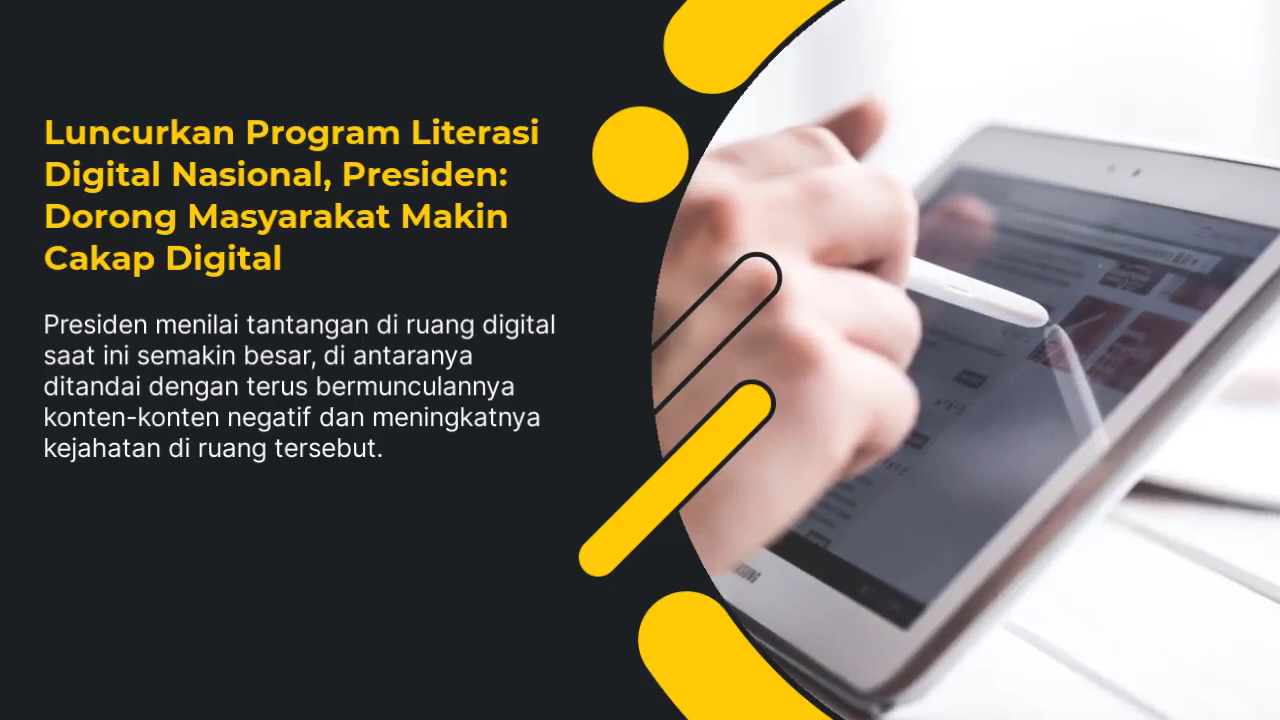 Luncurkan Program Literasi
Digital Nasional, Presiden:
Dorong Masyarakat Makin
Cakap Digital
Presiden menilai tantangan di ruang digital
saat ini semakin besar, di antaranya
ditandai dengan terus bermunculannya
konten-konten negatif dan meningkatnya
kejahatan di ruang tersebut.